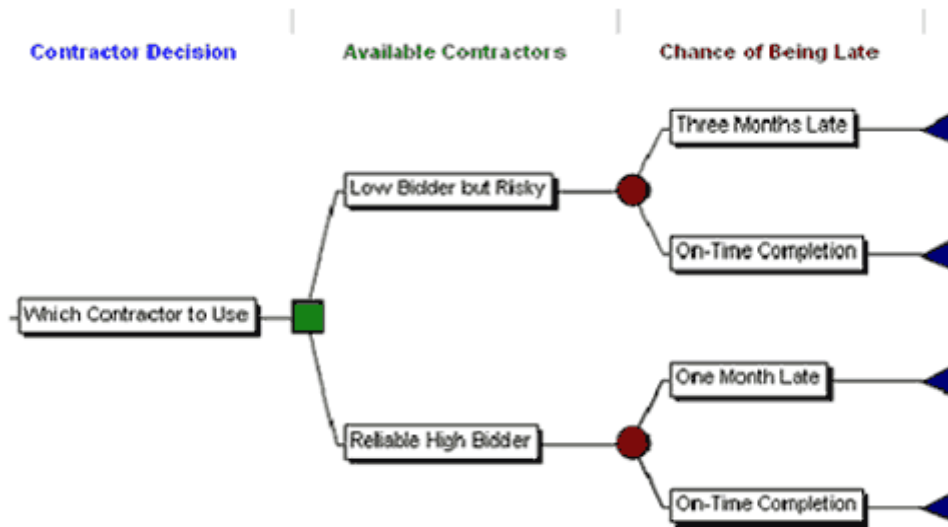 Contractor Decision
Available Contractors
Chance of Being Late
Three Months Late
Low Bidder but Risky
On-Time Completion
Which Contractor to Use
One Month Late
Reliable High Bidder
On-Time Completion